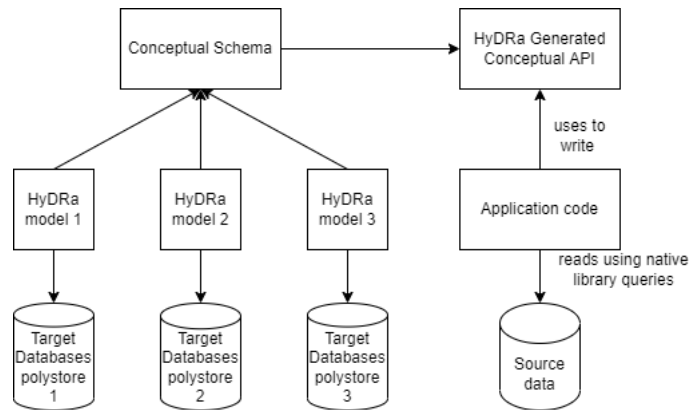 Conceptual Schema
HyDRa Generated
Conceptual API
uses to
write
HyDRa
model 1
HyDRa
model 2
HyDRa
model 3
Application code
reads using native
library queries
Target
Databases
polystore
1
Target
Databases
polystore
2
Target
Databases
polystore
3
Source
data